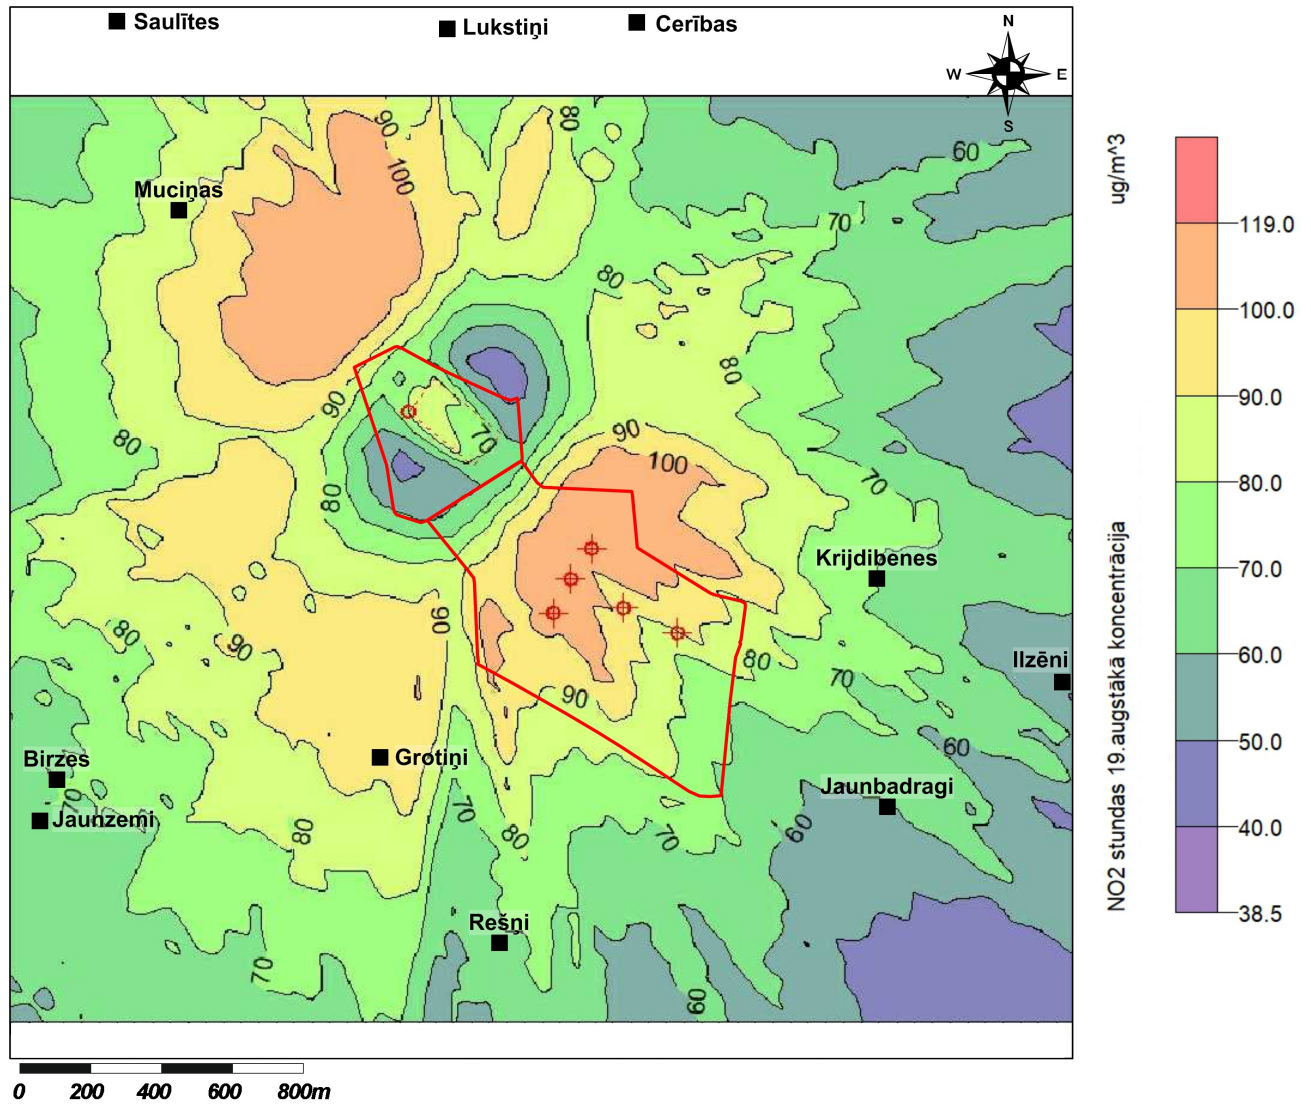 Saulītes
Lukstiņi
Cerības
N
W
E
S
90
80
60
100
Muciņas
70
80
80
90
80
70
90
100
70
80
Krijdibenes
80
90
90
80
70
Ilzēni
90
60
Birzes
Grotiņi
Jaunbadragi
70
Jaunzemi
70
80
80
70
60
Rešņi
70
60
0 200 400 600 800m
ug/m^3
119.0
100.0
90.0
80.0
70.0
60.0
50.0
40.0
38.5
NO2 stundas 19.augstākā koncentrācija